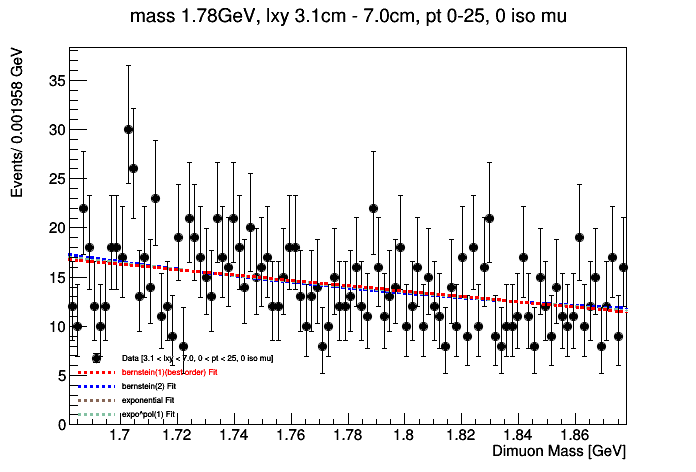 mass 1.78GeV, lxy 3.1cm - 7.0cm, pt 0-25, 0 iso mu
Events/ 0.001958 GeV
35
30
25
20
15
10
5
0
Data [3.1 < lxy < 7.0, 0 < pt < 25, 0 iso mu]
bernstein(1)(best order) Fit
bernstein(2) Fit
exponential Fit
expo*pol(1) Fit
1.7 1.72 1.74 1.76 1.78 1.8 1.82 1.84 1.86
Dimuon Mass [GeV]